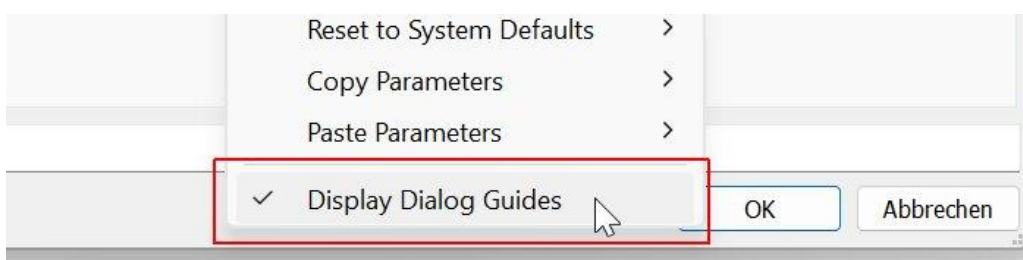 Reset to System Defaults
Copy Parameters
Paste Parameters
Display Dialog Guides
OK Abbrechen